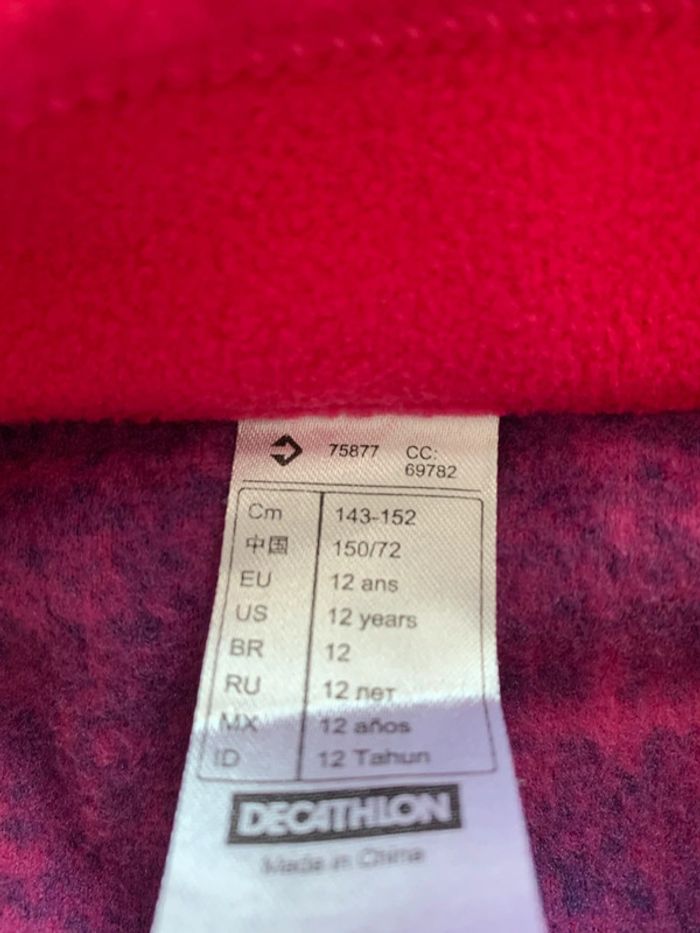 75877 CC:
69782
Cm 143-152
中国 150/72
EU 12 ans
US 12 years
BR 12
RU 12 лет
MX 12 años
ID 12 Tahun
DECATHLON
Made in China